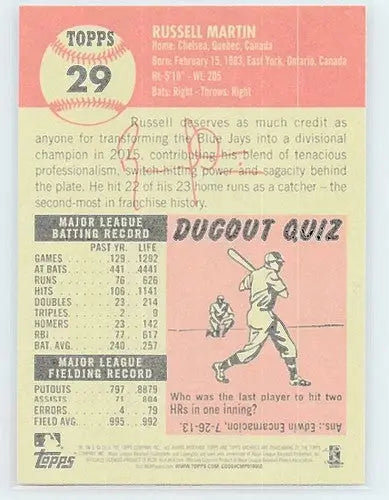 TOPPS
29
RUSSELL MARTIN
Home: Chelsea, Quebec, Canada
Born: February 15, 1983, East York, Ontario, Canada
Ht: 5'10" - Wt: 205
Bats: Right - Throws: Right
Russell deserves as much credit as
anyone for transforming the Blue Jays into a divisional
champion in 2015, contributing his blend of tenacious
professionalism, switch-hitting power and sagacity behind
the plate. He hit 22 of his 23 home runs as a catcher – the
second-most in franchise history.
MAJOR LEAGUE
BATTING RECORD
PAST YR. LIFE
GAMES 129 1292
AT BATS 441 4441
RUNS 76 626
HITS 106 1141
DOUBLES 23 214
TRIPLES 2 9
HOMERS 23 142
RBI 77 617
BAT. AVG. .240 .257
MAJOR LEAGUE
FIELDING RECORD
PUTOUTS 797 8879
ASSISTS
ERRORS 4 79
FIELD AVG. .995 .992
DUGOUT QUIZ
Who was the last player to hit two
HRs in one inning?
Ans.: Edwin Encarnacion, 7-26-13.
Topps
WWW.TOPPS.COM